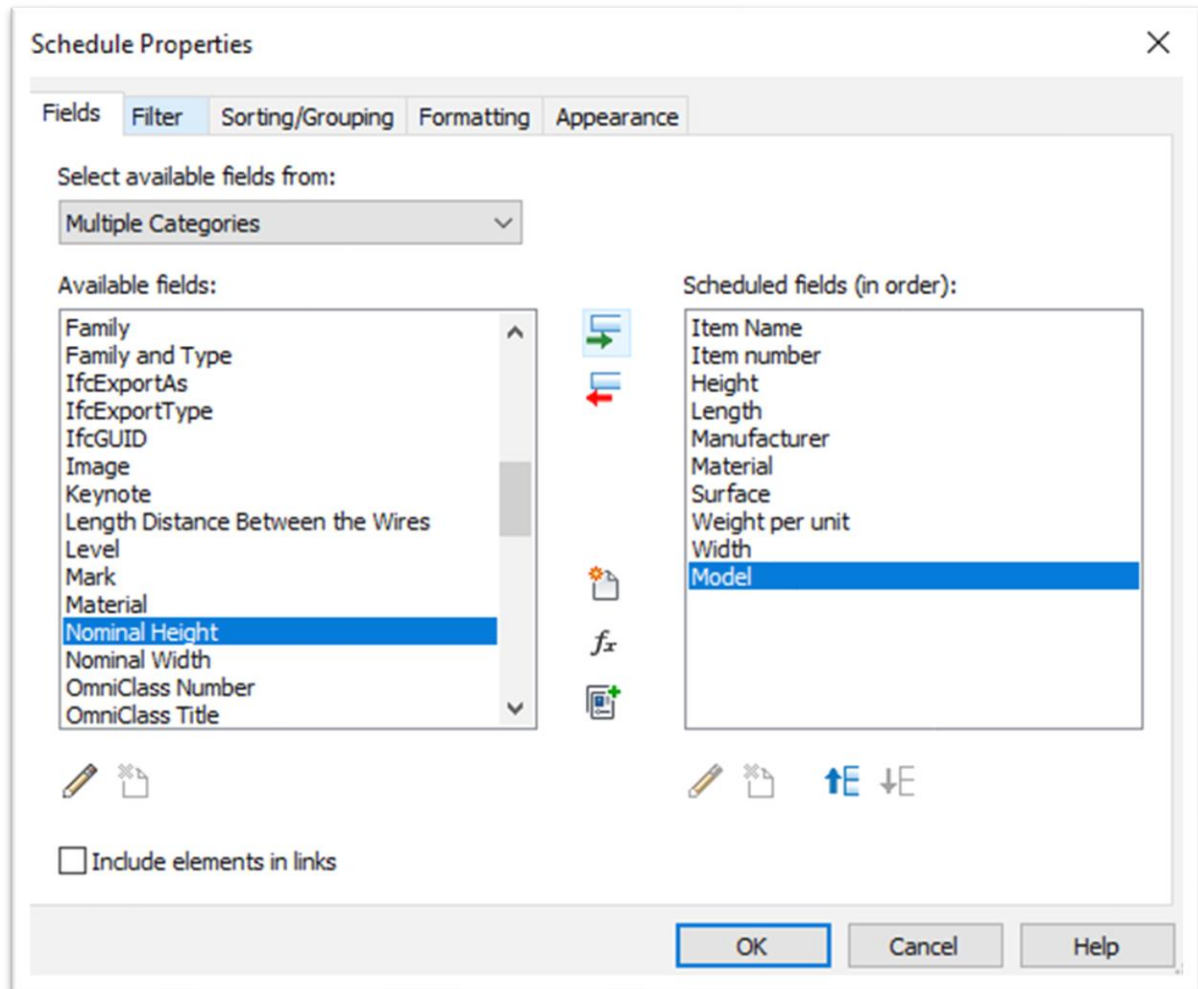 Schedule Properties
Fields Filter Sorting/Grouping Formatting Appearance
Select available fields from:
Multiple Categories
Available fields:
Family
Family and Type
IfcExportAs
IfcExportType
IfcGUID
Image
Keynote
Length Distance Between the Wires
Level
Mark
Material
Nominal Height
Nominal Width
OmniClass Number
OmniClass Title
fx
Scheduled fields (in order):
Item Name
Item number
Height
Length
Manufacturer
Material
Surface
Weight per unit
Width
Model
Include elements in links
OK Cancel Help